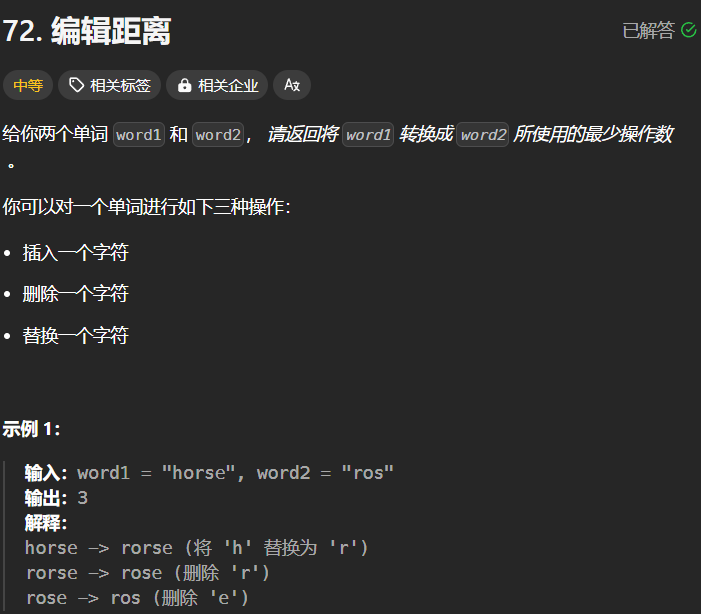 72. 编辑距离
已解答
中等 相关标签 相关企业
给你两个单词 word1 和 word2， 请返回将 word1 转换成 word2 所使用的最少操作数
。
你可以对一个单词进行如下三种操作：
• 插入一个字符
• 删除一个字符
• 替换一个字符
示例 1：
输入：word1 = "horse", word2 = "ros"
输出：3
解释：
horse -> rorse (将 'h' 替换为 'r')
rorse -> rose (删除 'r')
rose -> ros (删除 'e')